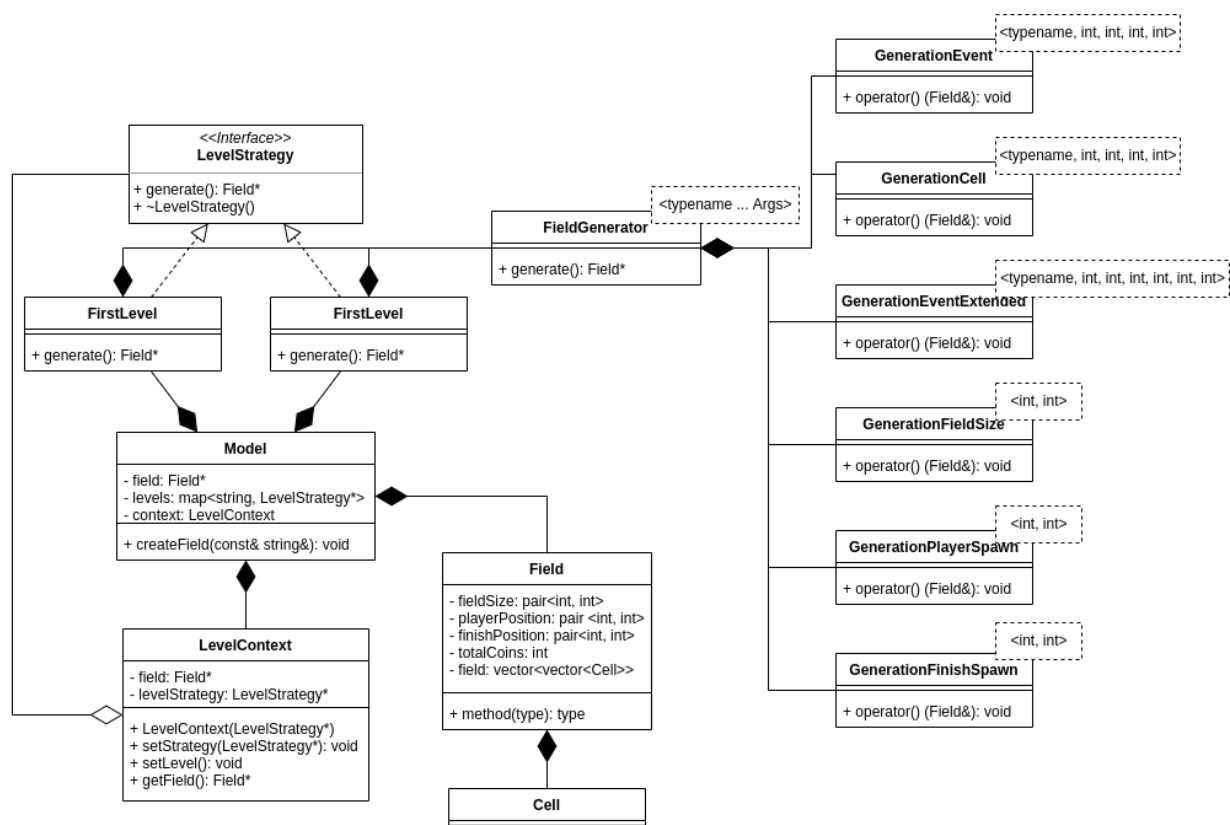 <<Interface>>
LevelStrategy
+ generate(): Field*
+ ~LevelStrategy()
FirstLevel
+ generate(): Field*
FirstLevel
+ generate(): Field*
Model
- field: Field*
- levels: map<string, LevelStrategy*>
- context: LevelContext
+ createField(const& string&): void
LevelContext
- field: Field*
- levelStrategy: LevelStrategy*
+ LevelContext(LevelStrategy*)
+ setStrategy(LevelStrategy*): void
+ setLevel(): void
+ getField(): Field*
<typename ... Args>
FieldGenerator
+ generate(): Field*
Field
- fieldSize: pair<int, int>
- playerPosition: pair <int, int>
- finishPosition: pair<int, int>
- totalCoins: int
- field: vector<vector<Cell>>
+ method(type): type
Cell
<typename, int, int, int, int>
GenerationEvent
+ operator() (Field&): void
<typename, int, int, int, int>
GenerationCell
+ operator() (Field&): void
<typename, int, int, int, int, int, int>
GenerationEventExtended
+ operator() (Field&): void
<int, int>
GenerationFieldSize
+ operator() (Field&): void
<int, int>
GenerationPlayerSpawn
+ operator() (Field&): void
<int, int>
GenerationFinishSpawn
+ operator() (Field&): void